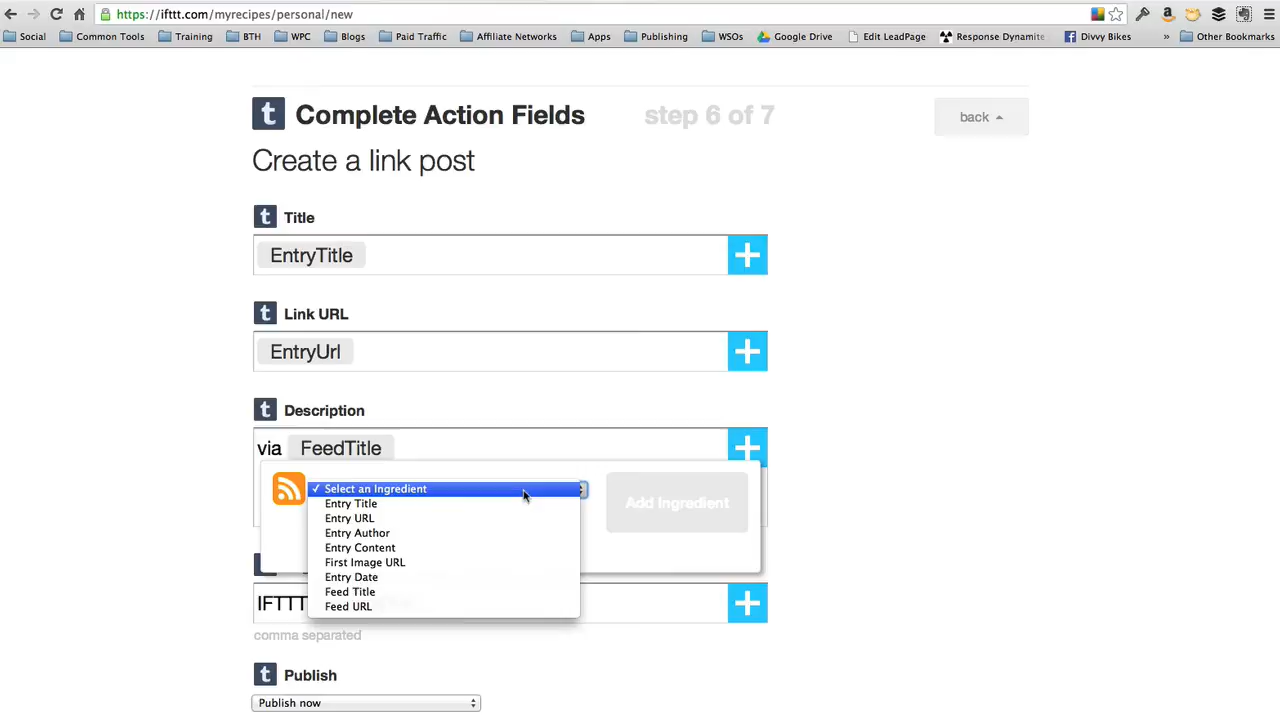 https://ifttt.com/myrecipes/personal/new
Social Common Tools Training BTH WPC Blogs Paid Traffic Affiliate Networks Apps Publishing WSOs Google Drive Edit LeadPage Response Dynamite Divvy Bikes » Other Bookmarks
t Complete Action Fields step 6 of 7 back
Create a link post
t Title
EntryTitle +
t Link URL
EntryUrl +
t Description
via FeedTitle +
✓ Select an Ingredient Add Ingredient
Entry Title
Entry URL
Entry Author
Entry Content
First Image URL
Entry Date
Feed Title
Feed URL
IFTTT +
comma separated
t Publish
Publish now